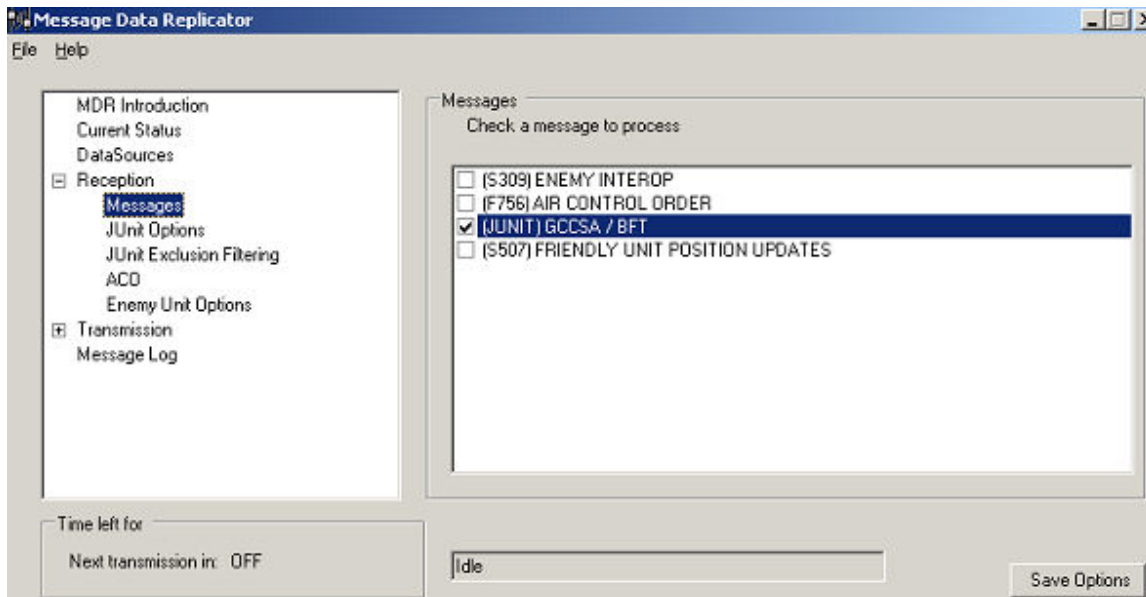 Message Data Replicator
File Help
MDR Introduction
Current Status
DataSources
Reception
Messages
JUnit Options
JUnit Exclusion Filtering
ACO
Enemy Unit Options
Transmission
Message Log
Messages
Check a message to process
(S309) ENEMY INTEROP
(F756) AIR CONTROL ORDER
(JUNIT) GCCSA / BFT
(S507) FRIENDLY UNIT POSITION UPDATES
Time left for
Next transmission in: OFF
Idle
Save Options